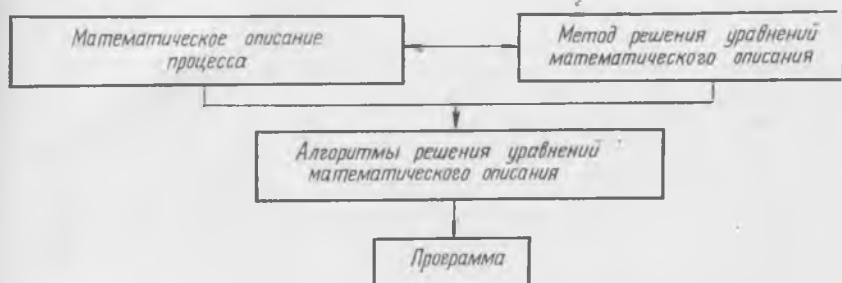 Математическое описание
процесса
Метод решения уравнений
математического описания
Алгоритмы решения уравнений
математического описания
Программа